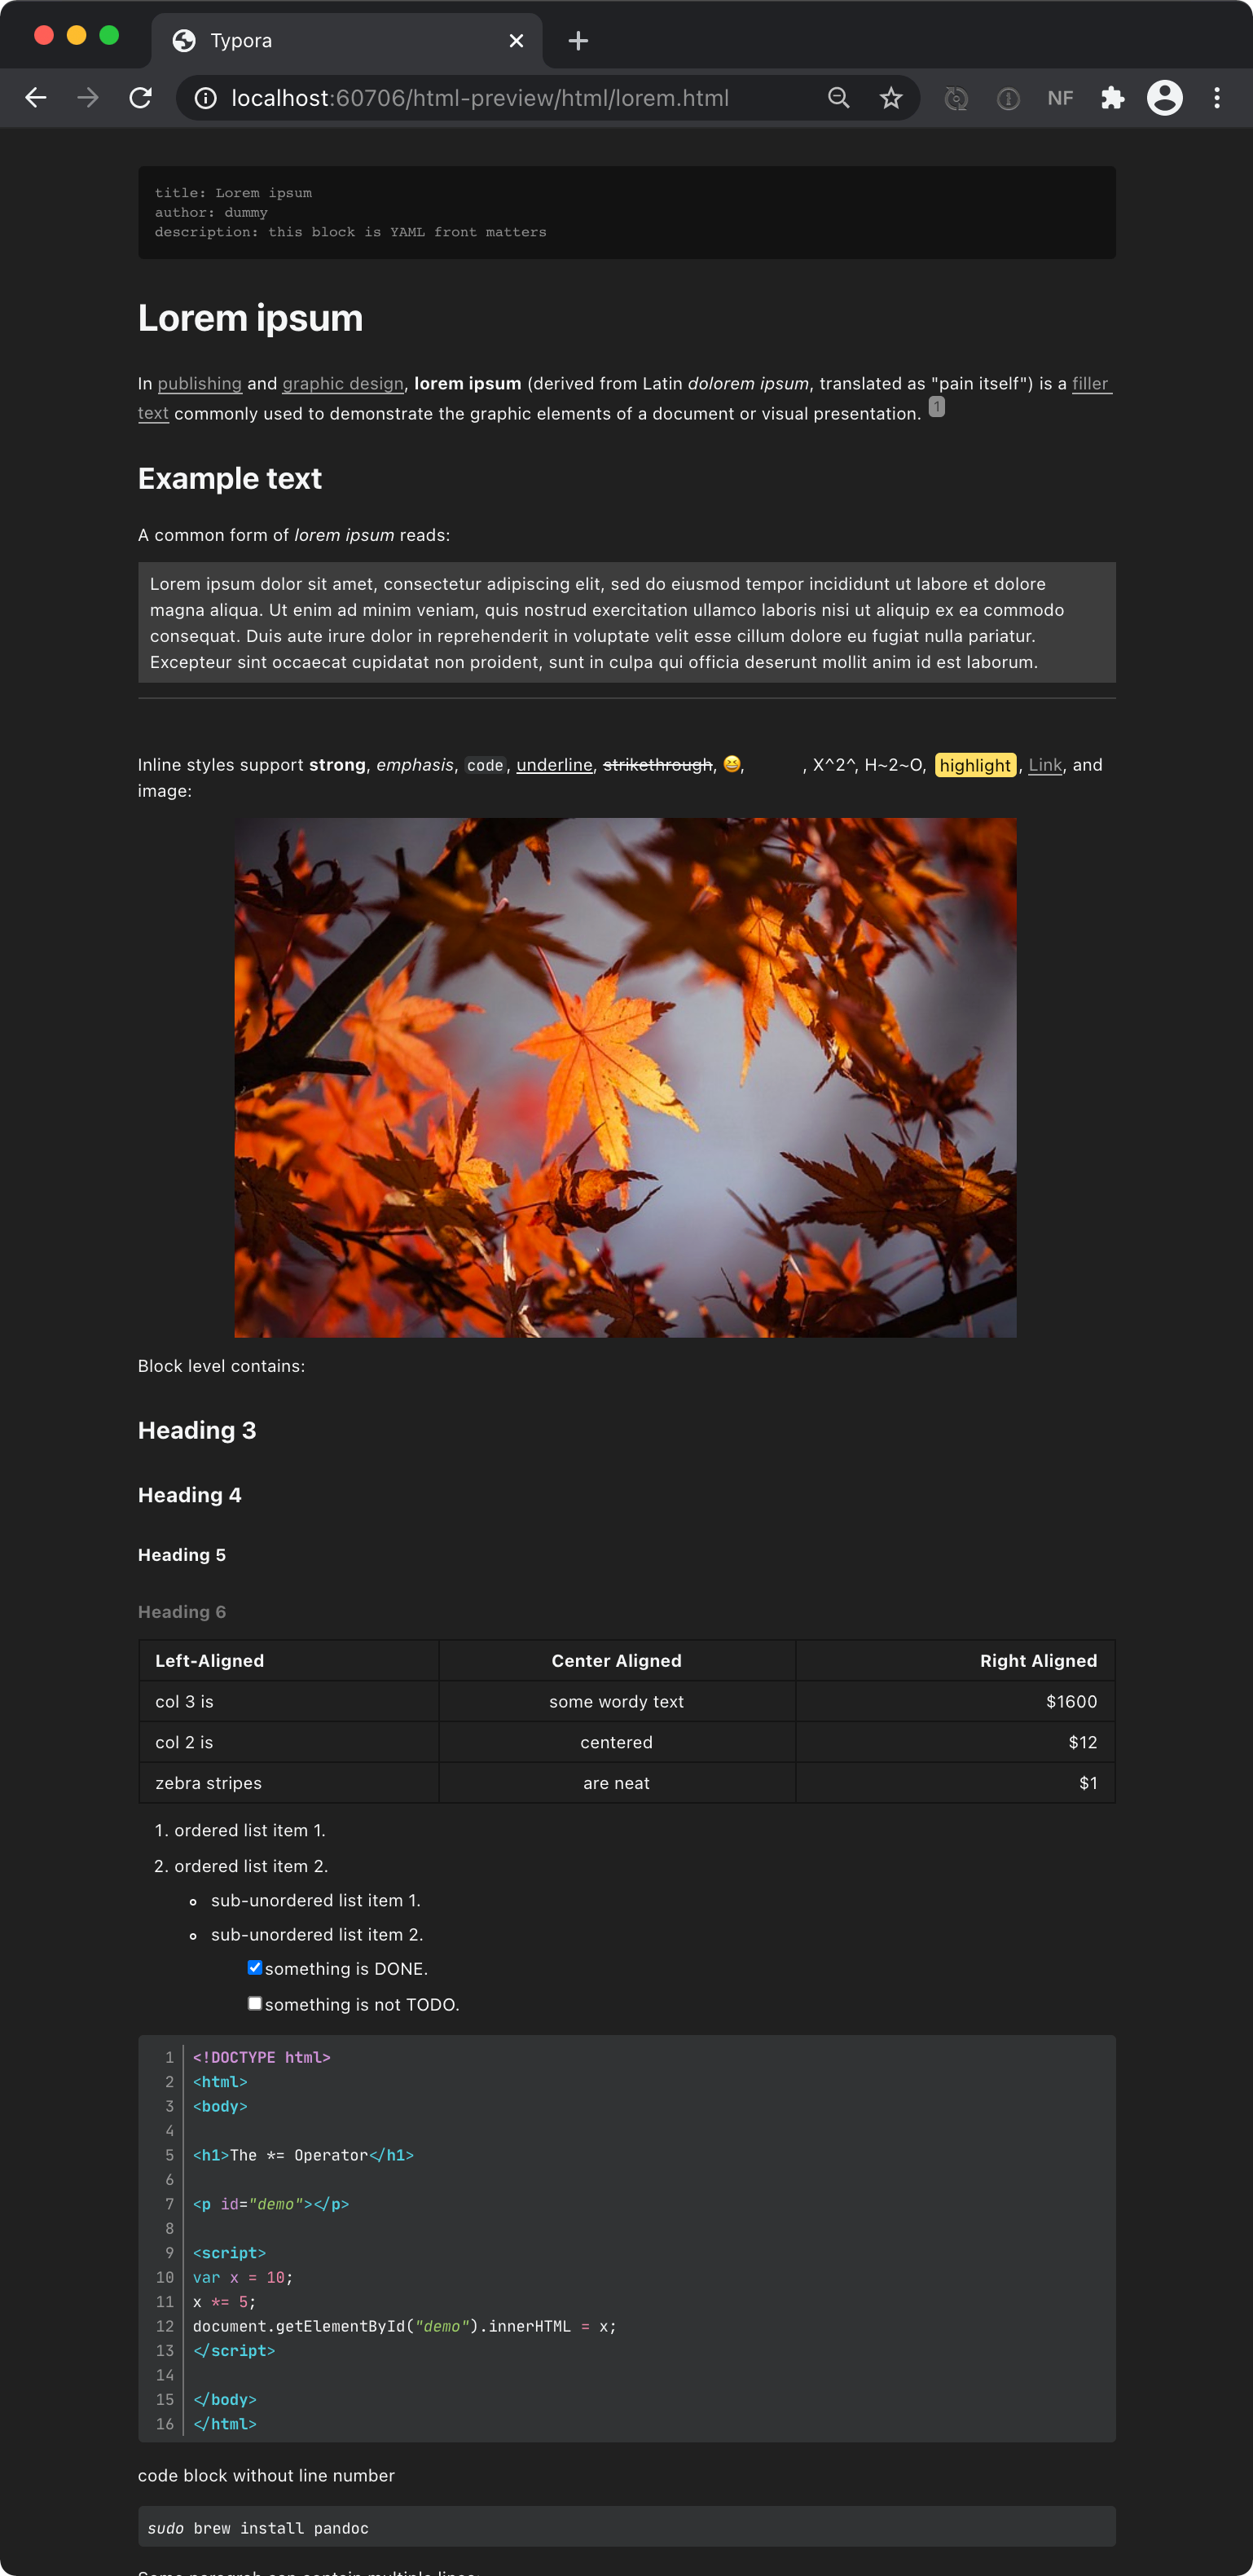 Typora
localhost:60706/html-preview/html/lorem.html
NF
title: Lorem ipsum
author: dummy
description: this block is YAML front matters
Lorem ipsum
In publishing and graphic design, lorem ipsum (derived from Latin dolorem ipsum, translated as "pain itself") is a filler
text commonly used to demonstrate the graphic elements of a document or visual presentation. 1
Example text
A common form of lorem ipsum reads:
Lorem ipsum dolor sit amet, consectetur adipiscing elit, sed do eiusmod tempor incididunt ut labore et dolore
magna aliqua. Ut enim ad minim veniam, quis nostrud exercitation ullamco laboris nisi ut aliquip ex ea commodo
consequat. Duis aute irure dolor in reprehenderit in voluptate velit esse cillum dolore eu fugiat nulla pariatur.
Excepteur sint occaecat cupidatat non proident, sunt in culpa qui officia deserunt mollit anim id est laborum.
Inline styles support strong, emphasis, code, underline, strikethrough, 😆, , X^2^, H~2~O, highlight, Link, and
image:
Block level contains:
Heading 3
Heading 4
Heading 5
Heading 6
Left-Aligned Center Aligned Right Aligned
col 3 is some wordy text $1600
col 2 is centered $12
zebra stripes are neat $1
1. ordered list item 1.
2. ordered list item 2.
sub-unordered list item 1.
sub-unordered list item 2.
something is DONE.
something is not TODO.
1 <!DOCTYPE html>
2 <html>
3 <body>
4
5 <h1>The *= Operator</h1>
6
7 <p id="demo"></p>
8
9 <script>
10 var x = 10;
11 x *= 5;
12 document.getElementById("demo").innerHTML = x;
13 </script>
14
15 </body>
16 </html>
code block without line number
sudo brew install pandoc
Some paragraph can contain multiple lines: